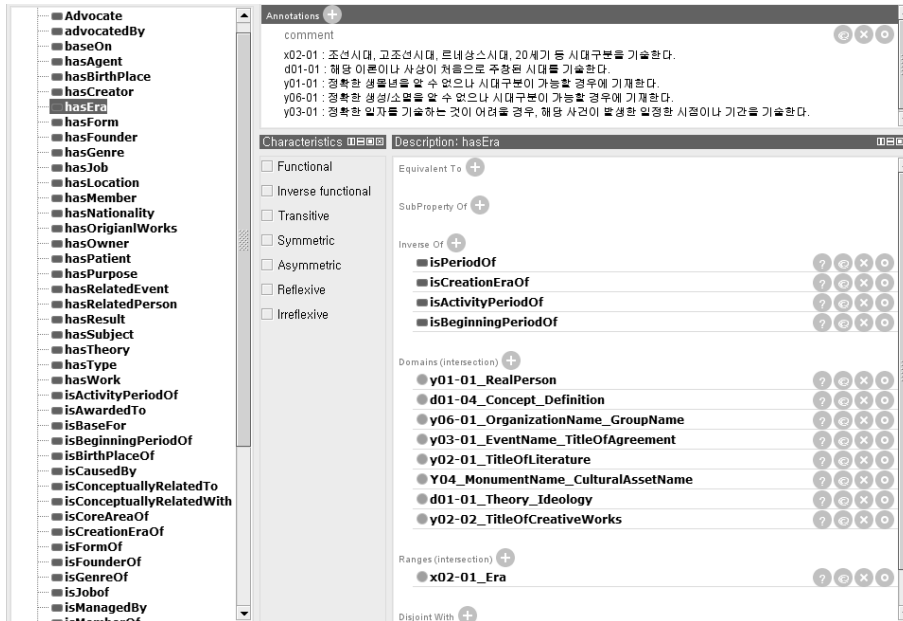 Advocate
advocatedBy
baseOn
hasAgent
hasBirthPlace
hasCreator
hasEra
hasForm
hasFounder
hasGenre
hasJob
hasLocation
hasMember
hasNationality
hasOrigianlWorks
hasOwner
hasPatient
hasPurpose
hasRelatedEvent
hasRelatedPerson
hasResult
hasSubject
hasTheory
hasType
hasWork
isActivityPeriodOf
isAwardedTo
isBaseFor
isBeginningPeriodOf
isBirthPlaceOf
isCausedBy
isConceptuallyRelatedTo
isConceptuallyRelatedWith
isCoreAreaOf
isCreationEraOf
isFormOf
isFounderOf
isGenreOf
isJobof
isManagedBy
isMemberOf
Annotations
comment
x02-01 : 조선시대, 고조선시대, 르네상스시대, 20세기 등 시대구분을 기술한다.
d01-01 : 해당 이론이나 사상이 처음으로 주창된 시대를 기술한다.
y01-01 : 정확한 생몰년을 알 수 없으나 시대구분이 가능할 경우에 기재한다.
y06-01 : 정확한 생성/소멸을 알 수 없으나 시대구분이 가능할 경우에 기재한다.
y03-01 : 정확한 일자를 기술하는 것이 어려울 경우, 해당 사건이 발생한 일정한 시점이나 기간을 기술한다.
Characteristics
Functional
Inverse functional
Transitive
Symmetric
Asymmetric
Reflexive
Irreflexive
Description: hasEra
Equivalent To
SubProperty Of
Inverse Of
isPeriodOf
isCreationEraOf
isActivityPeriodOf
isBeginningPeriodOf
Domains (intersection)
y01-01_RealPerson
d01-04_Concept_Definition
y06-01_OrganizationName_GroupName
y03-01_EventName_TitleOfAgreement
y02-01_TitleOfLiterature
Y04_MonumentName_CulturalAssetName
d01-01_Theory_Ideology
y02-02_TitleOfCreativeWorks
Ranges (intersection)
x02-01_Era
Disjoint With